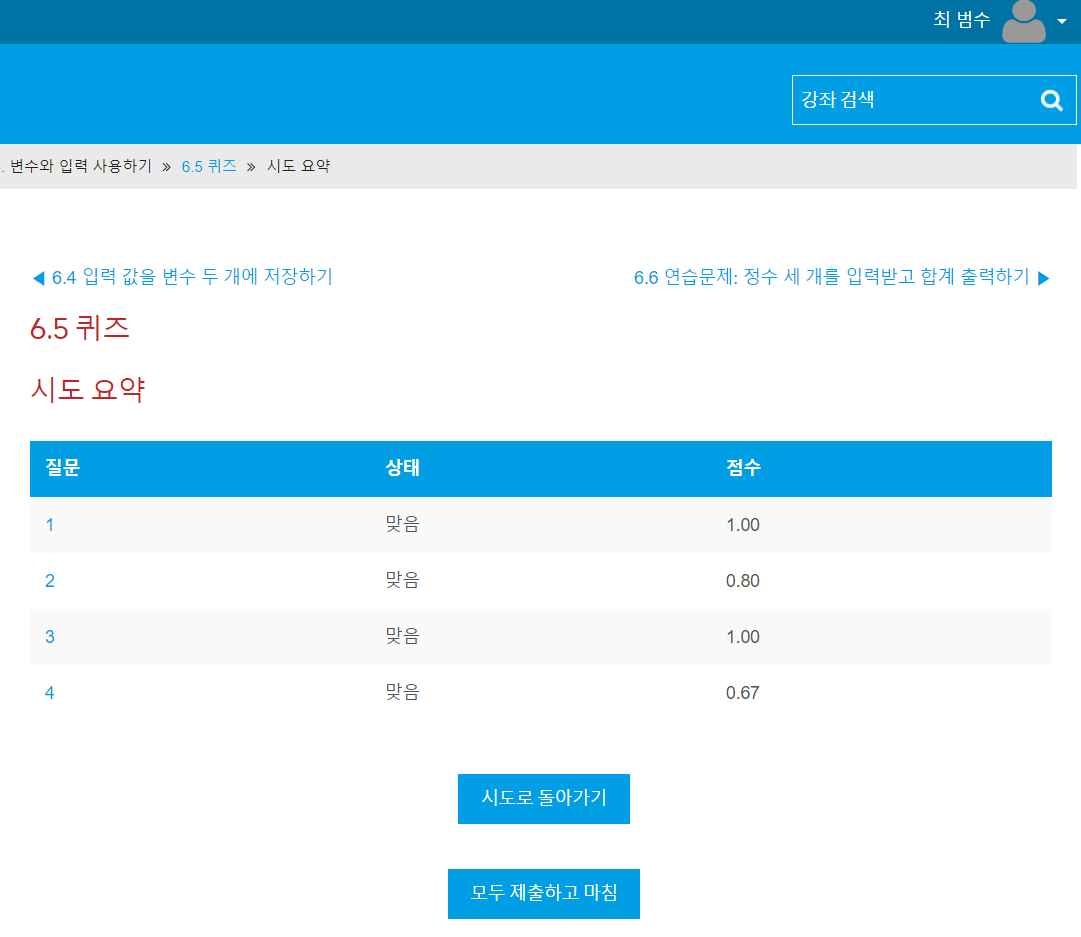 최 범수
강좌 검색
. 변수와 입력 사용하기 » 6.5 퀴즈 » 시도 요약
◀ 6.4 입력 값을 변수 두 개에 저장하기
6.6 연습문제: 정수 세 개를 입력받고 합계 출력하기 ▶
6.5 퀴즈
시도 요약
질문 상태 점수
1 맞음 1.00
2 맞음 0.80
3 맞음 1.00
4 맞음 0.67
시도로 돌아가기
모두 제출하고 마침